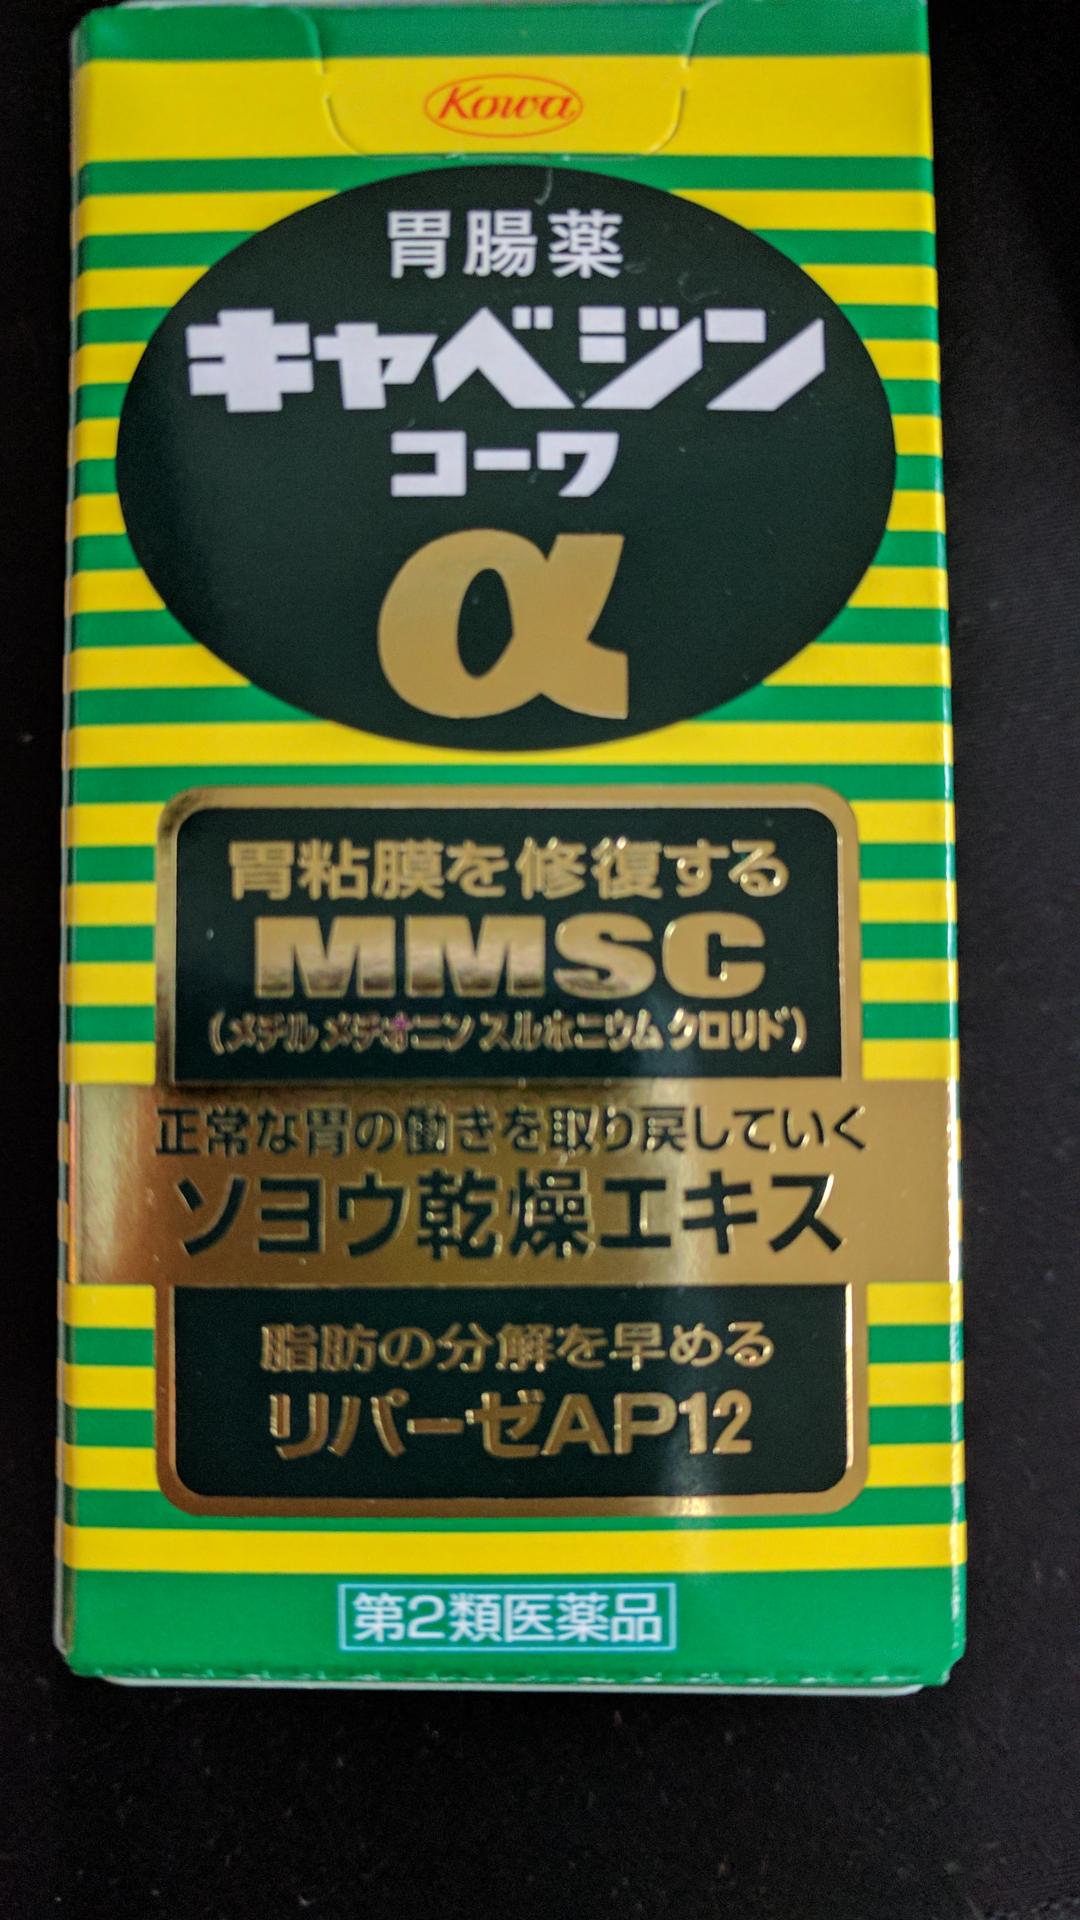 Kowa
胃腸薬
キャベジン
コーワ
α
胃粘膜を修復する
MMSC
(メチルメチオニンスルホニウムクロリド)
正常な胃の働きを取り戻していく
ソヨウ乾燥エキス
脂肪の分解を早める
リパーゼAP12
第2類医薬品